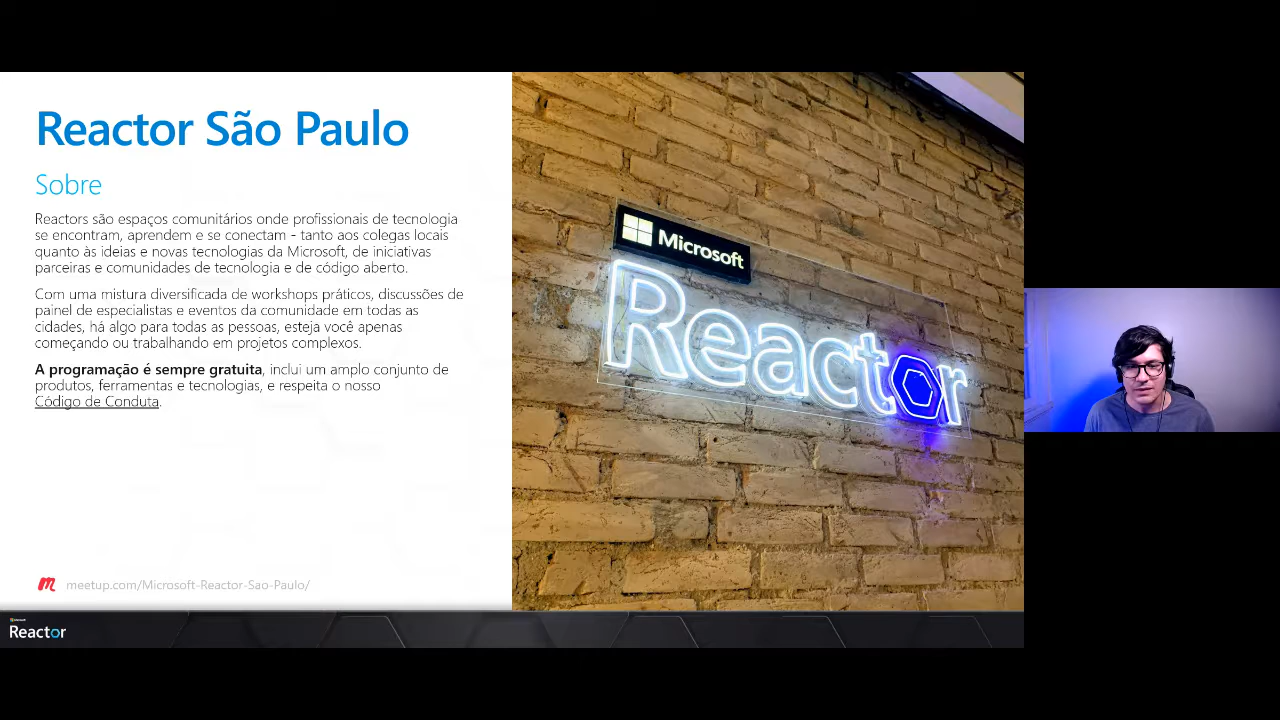 Reactor São Paulo
Sobre
Reactors são espaços comunitários onde profissionais de tecnologia
se encontram, aprendem e se conectam - tanto aos colegas locais
quanto às ideias e novas tecnologias da Microsoft, de iniciativas
parceiras e comunidades de tecnologia e de código aberto.
Com uma mistura diversificada de workshops práticos, discussões de
painel de especialistas e eventos da comunidade em todas as
cidades, há algo para todas as pessoas, esteja você apenas
começando ou trabalhando em projetos complexos.
A programação é sempre gratuita, inclui um amplo conjunto de
produtos, ferramentas e tecnologias, e respeita o nosso
Código de Conduta.
meetup.com/Microsoft-Reactor-Sao-Paulo/
Microsoft
Reactor
Reactor